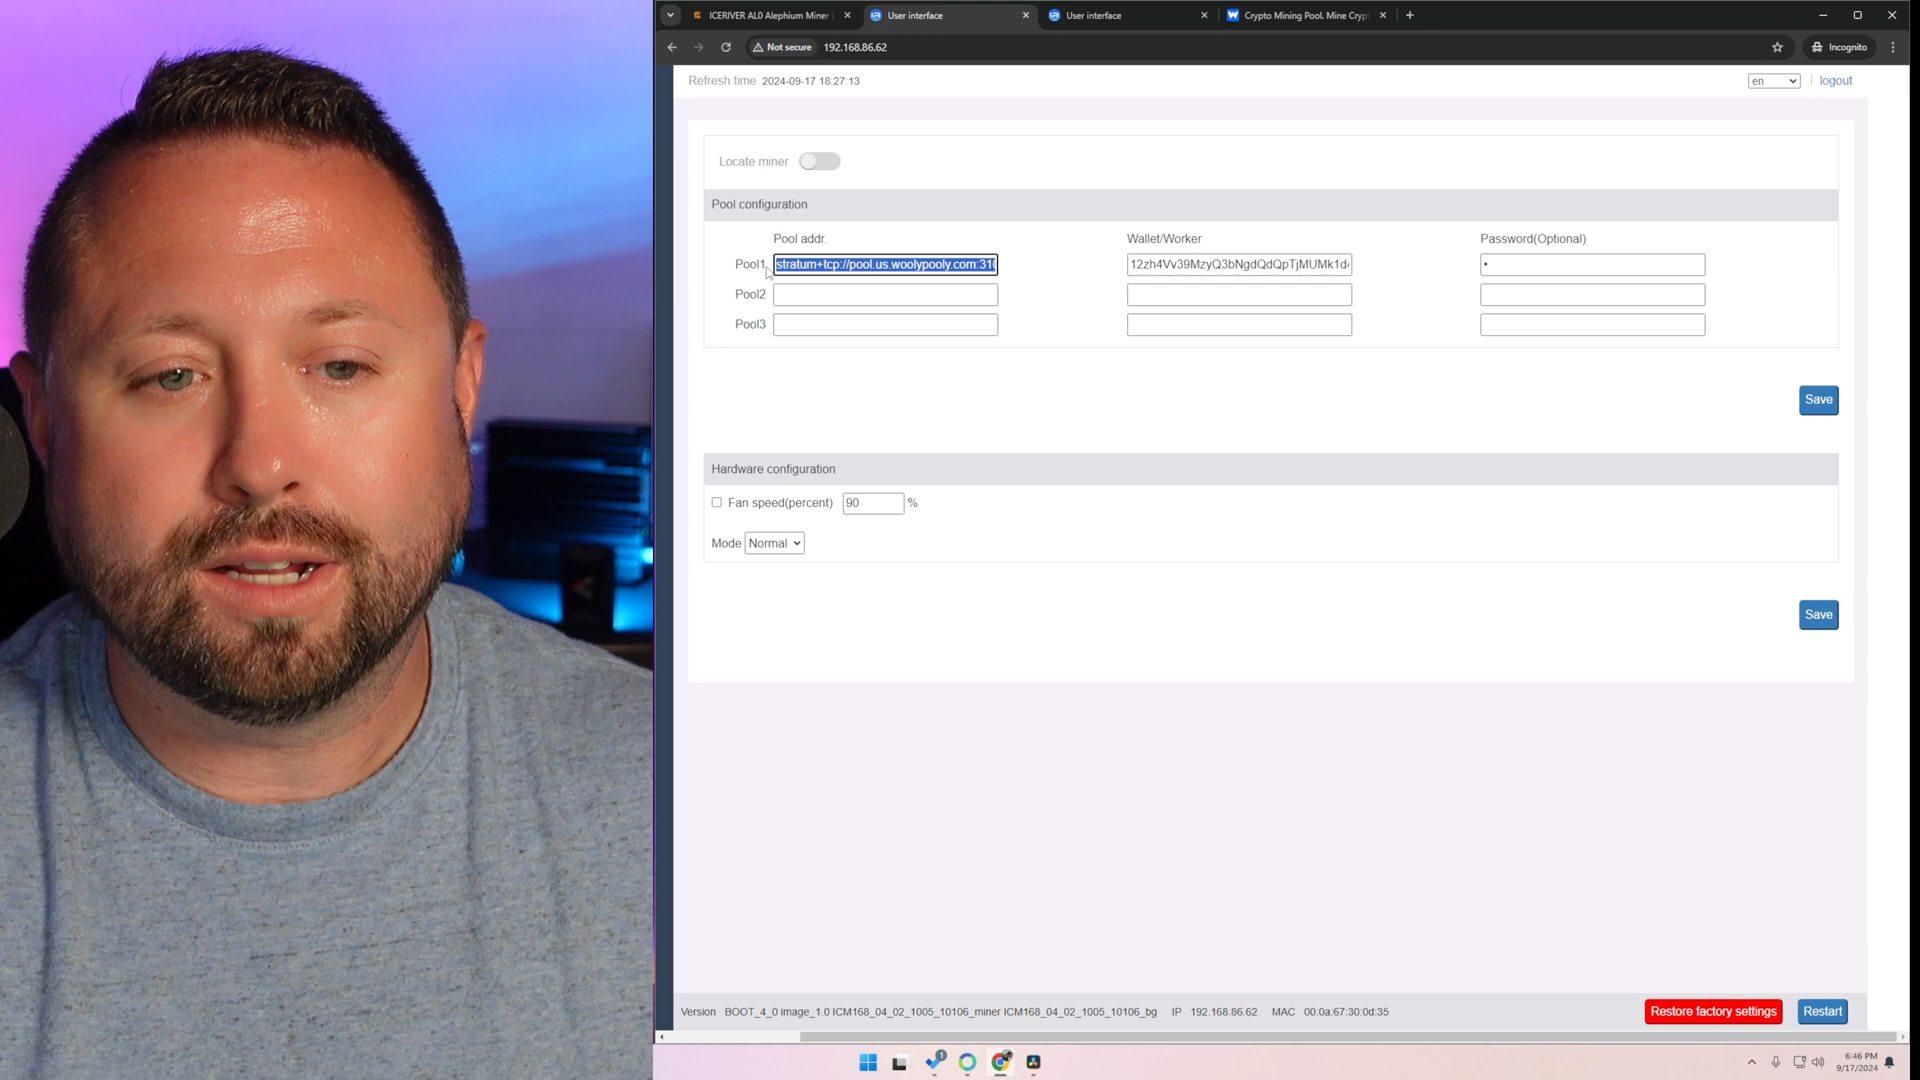 ICERIVER AL0 Alephium Miner
User interface
User interface
Crypto Mining Pool. Mine Cryp
Not secure
192.168.86.62
Incognito
Refresh time 2024-09-17 18:27:13
en
logout
Locate miner
Pool configuration
Pool addr.
Wallet/Worker
Password(Optional)
Pool1 stratum+tcp://pool.us.woolypooly.com:310 12zh4Vv39MzyQ3bNgdQdQpTjMUMk1d •
Pool2
Pool3
Save
Hardware configuration
Fan speed(percent) 90 %
Mode Normal
Save
Version BOOT_4_0 image_1.0 ICM168_04_02_1005_10106_miner ICM168_04_02_1005_10106_bg IP 192.168.86.62 MAC 00:0a:67:30:0d:35
Restore factory settings
Restart
1
6:46 PM
9/17/2024